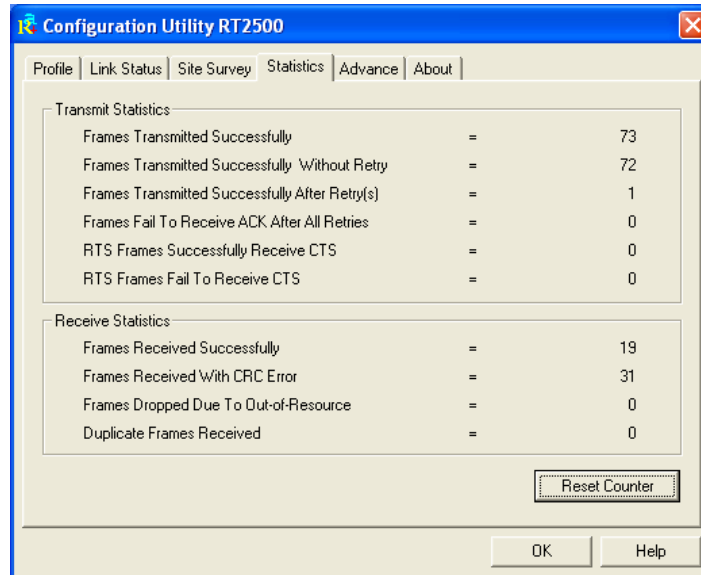 Configuration Utility RT2500
Profile Link Status Site Survey Statistics Advance About
Transmit Statistics
Frames Transmitted Successfully = 73
Frames Transmitted Successfully Without Retry = 72
Frames Transmitted Successfully After Retry(s) = 1
Frames Fail To Receive ACK After All Retries = 0
RTS Frames Successfully Receive CTS = 0
RTS Frames Fail To Receive CTS = 0
Receive Statistics
Frames Received Successfully = 19
Frames Received With CRC Error = 31
Frames Dropped Due To Out-of-Resource = 0
Duplicate Frames Received = 0
Reset Counter
OK Help